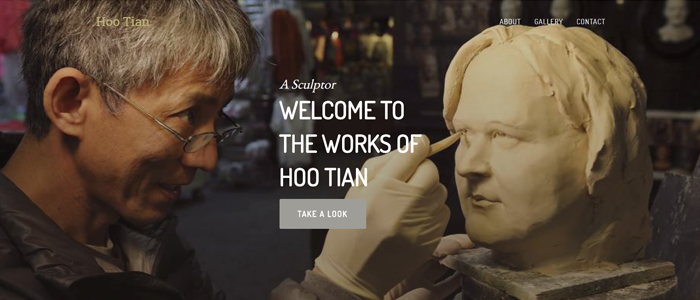 Hoo Tian
ABOUT GALLERY CONTACT
A Sculptor
WELCOME TO
THE WORKS OF
HOO TIAN
TAKE A LOOK